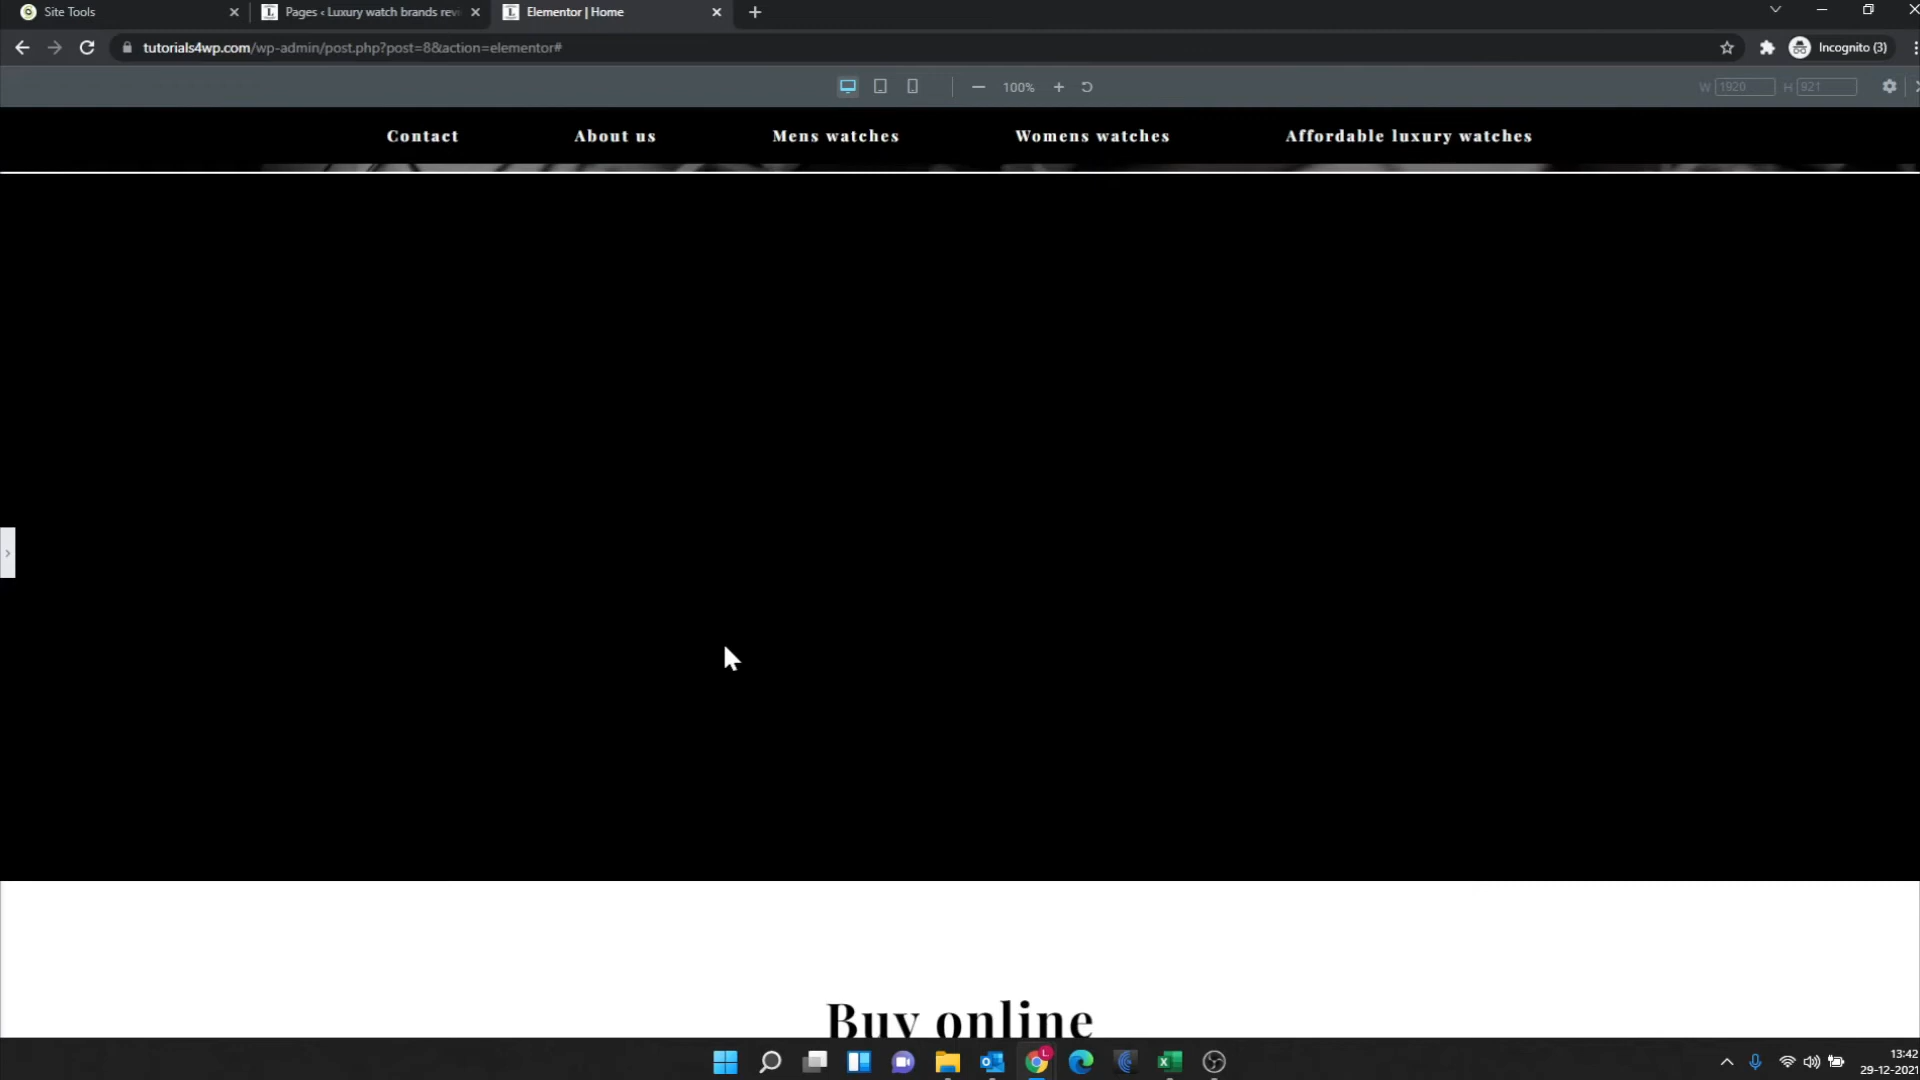 Site Tools
Pages ‹ Luxury watch brands revi
Elementor | Home
tutorials4wp.com/wp-admin/post.php?post=8&action=elementor#
Incognito (3)
100%
W 1920 H 921
Contact
About us
Mens watches
Womens watches
Affordable luxury watches
Buy online
13:42
29-12-2021